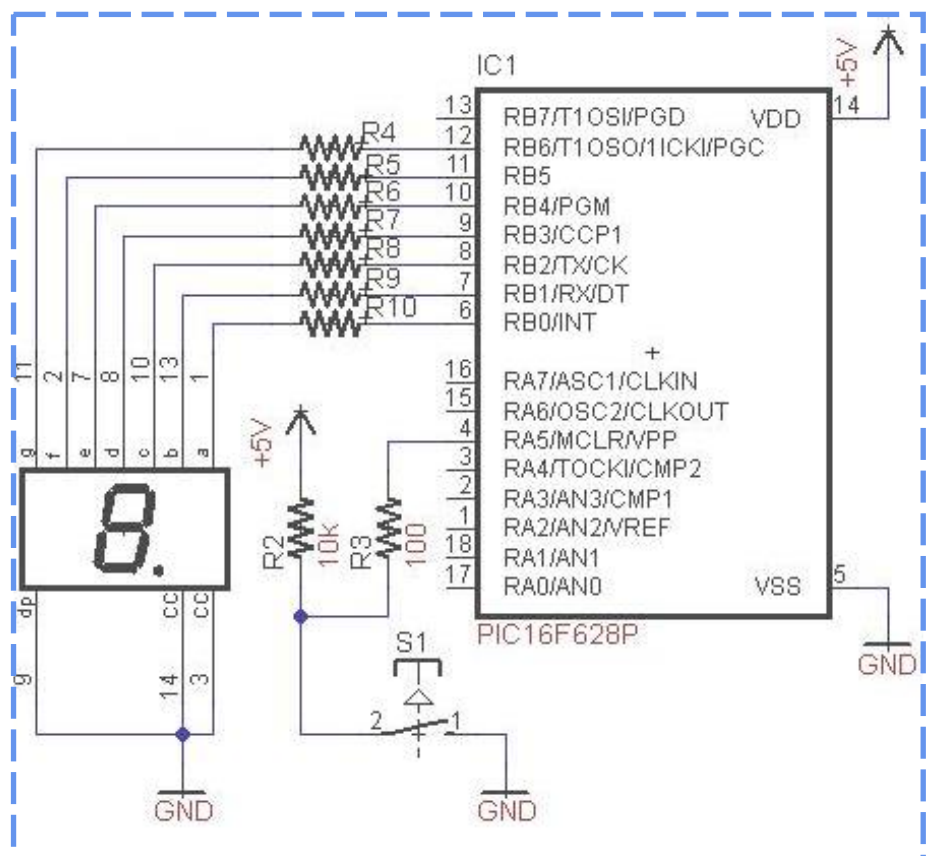 IC1
+5V
13 RB7/T1OSI/PGD VDD 14
R4 12 RB6/T1OSO/1ICKI/PGC
R5 11 RB5
R6 10 RB4/PGM
R7 9 RB3/CCP1
R8 8 RB2/TX/CK
R9 7 RB1/RX/DT
R10 6 RB0/INT
+
16 RA7/ASC1/CLKIN
15 RA6/OSC2/CLKOUT
4 RA5/MCLR/VPP
3 RA4/TOCKI/CMP2
2 RA3/AN3/CMP1
1 RA2/AN2/VREF
18 RA1/AN1
17 RA0/AN0 VSS 5
PIC16F628P
GND
11 2 7 8 10 13 1
g f e d c b a
8.
dp cc cc
9 14 3
GND
+5V
R2 10k R3 100
S1
2 1
GND